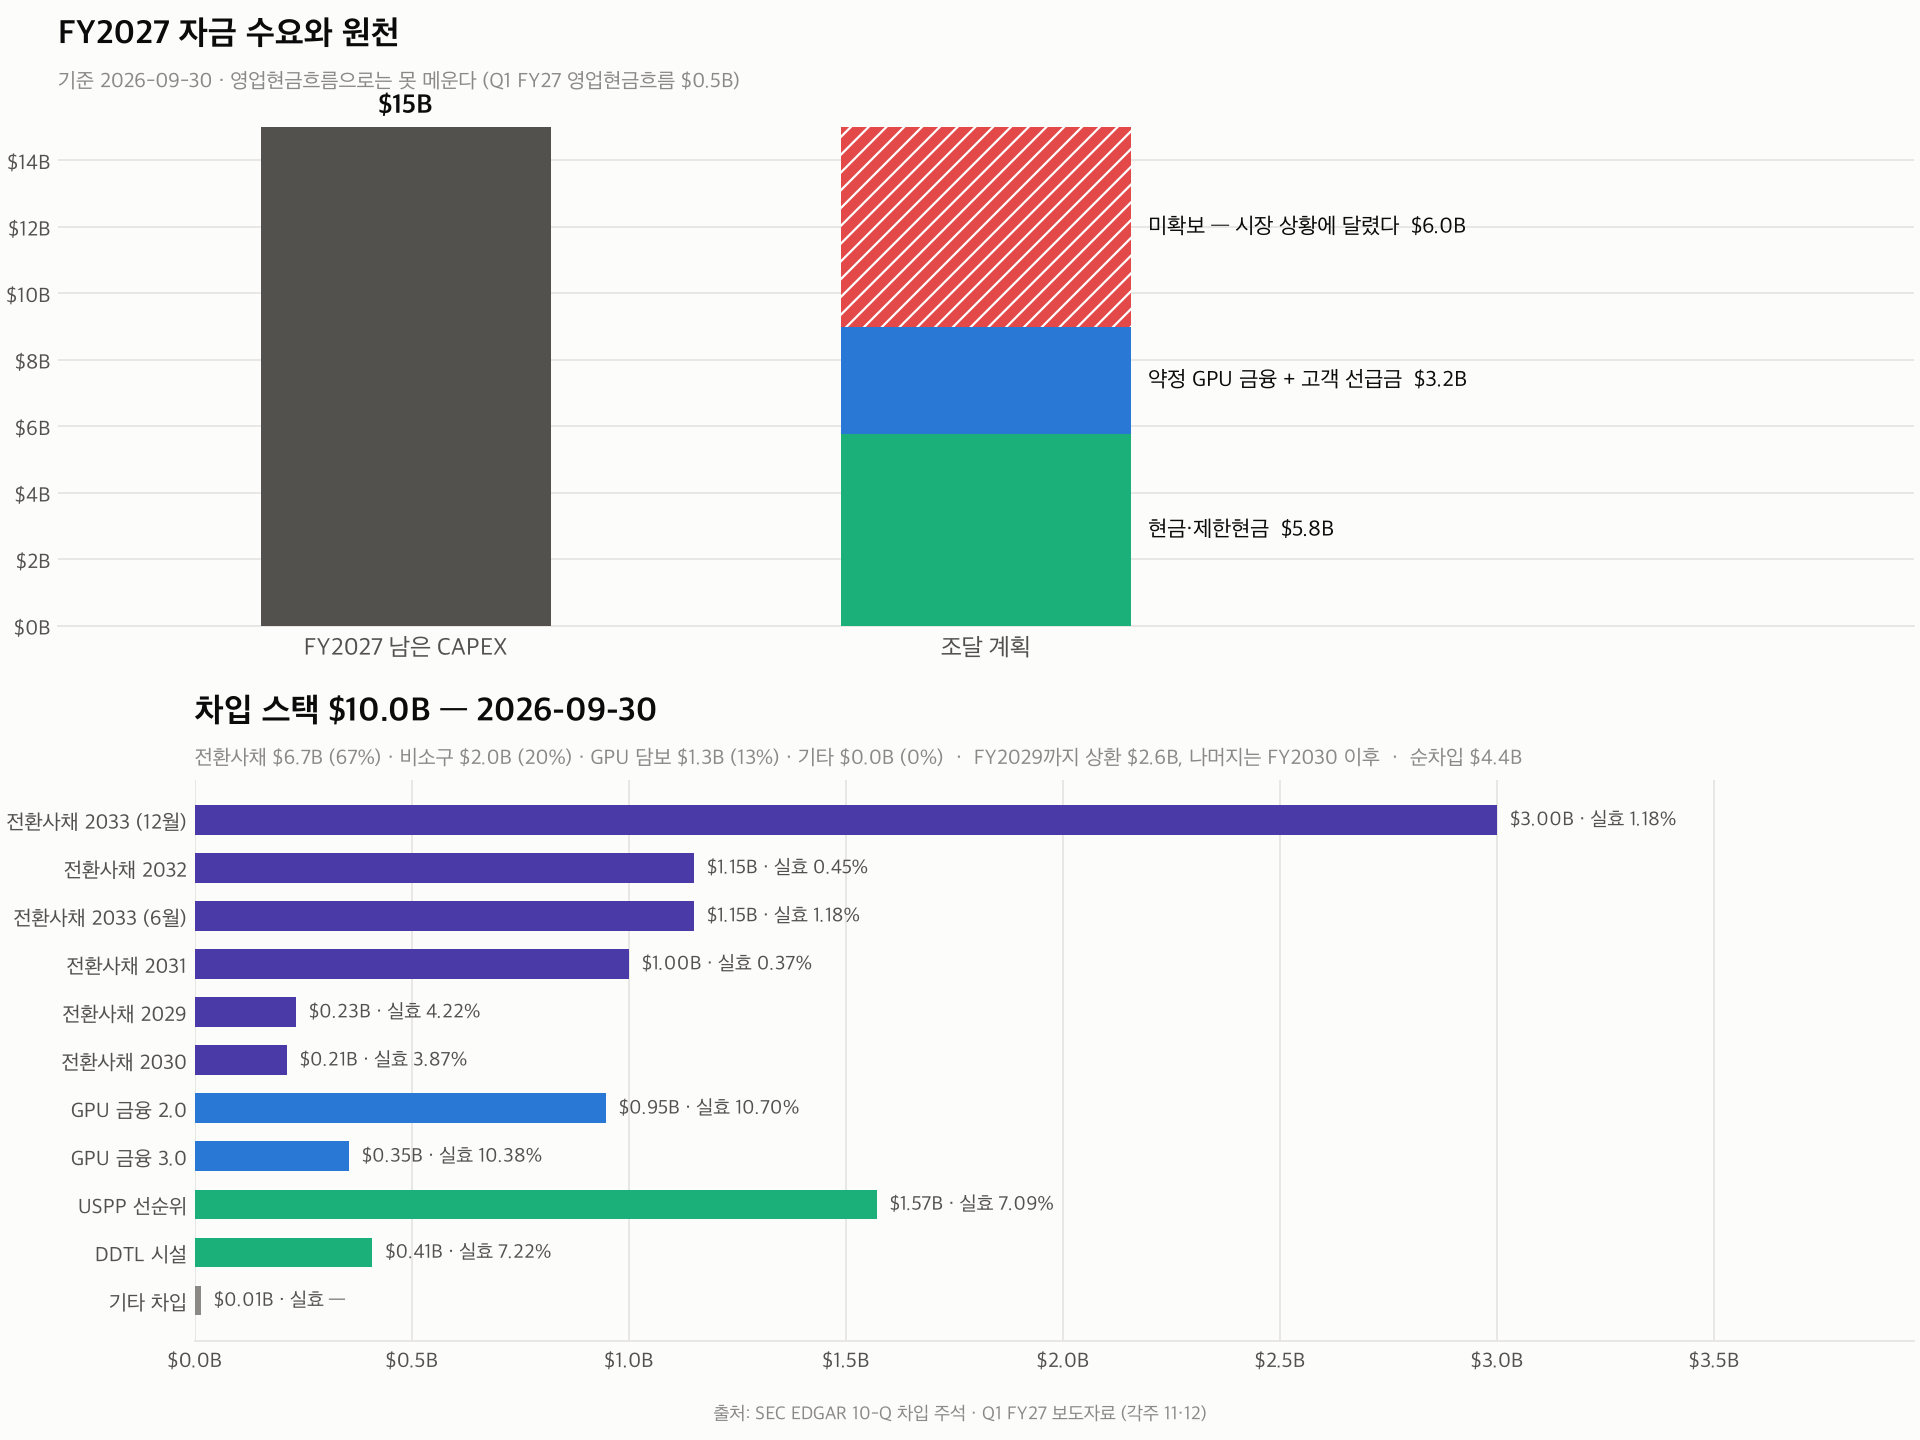 FY2027 자금 수요와 원천
기준 2026-09-30 · 영업현금흐름으로는 못 메운다 (Q1 FY27 영업현금흐름 $0.5B)
$15B
$14B
미확보 — 시장 상황에 달렸다 $6.0B
$12B
$10B
$8B
약정 GPU 금융 + 고객 선급금 $3.2B
$6B
$4B
현금·제한현금 $5.8B
$2B
$0B
FY2027 남은 CAPEX
조달 계획
차입 스택 $10.0B — 2026-09-30
전환사채 $6.7B (67%) · 비소구 $2.0B (20%) · GPU 담보 $1.3B (13%) · 기타 $0.0B (0%) · FY2029까지 상환 $2.6B, 나머지는 FY2030 이후 · 순차입 $4.4B
전환사채 2033 (12월) $3.00B · 실효 1.18%
전환사채 2032 $1.15B · 실효 0.45%
전환사채 2033 (6월) $1.15B · 실효 1.18%
전환사채 2031 $1.00B · 실효 0.37%
전환사채 2029 $0.23B · 실효 4.22%
전환사채 2030 $0.21B · 실효 3.87%
GPU 금융 2.0 $0.95B · 실효 10.70%
GPU 금융 3.0 $0.35B · 실효 10.38%
USPP 선순위 $1.57B · 실효 7.09%
DDTL 시설 $0.41B · 실효 7.22%
기타 차입 $0.01B · 실효 —
$0.0B $0.5B $1.0B $1.5B $2.0B $2.5B $3.0B $3.5B
출처: SEC EDGAR 10-Q 차입 주석 · Q1 FY27 보도자료 (각주 11·12)